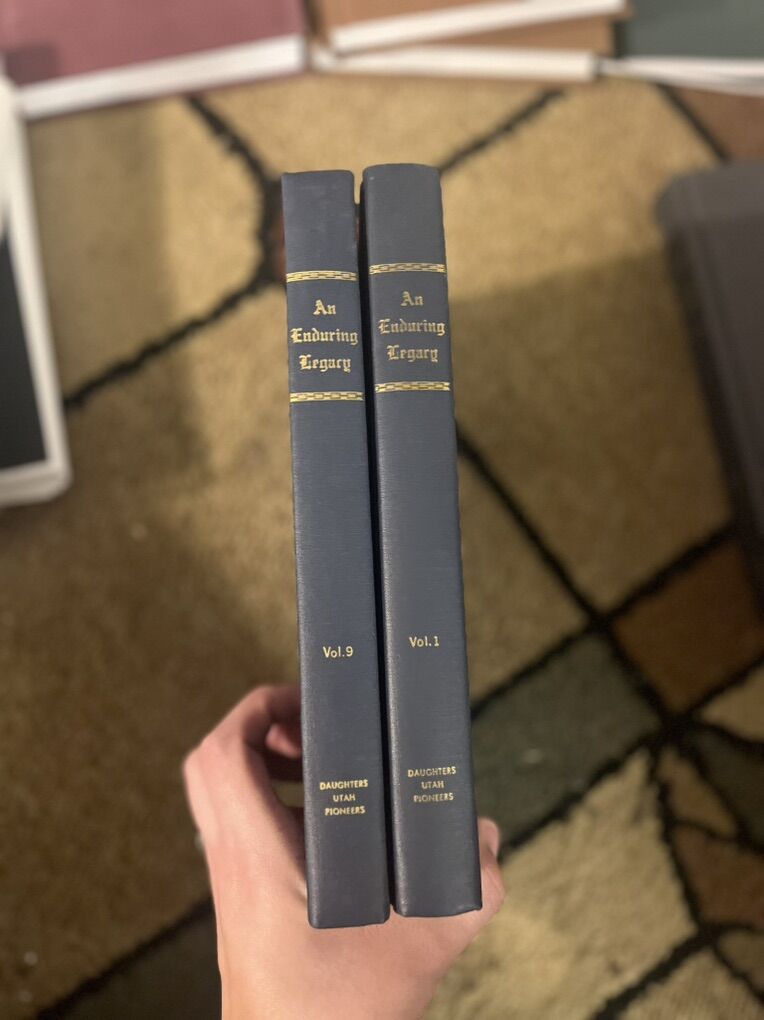 An
Enduring
Legacy
Vol.9
DAUGHTERS
UTAH
PIONEERS
An
Enduring
Legacy
Vol.1
DAUGHTERS
UTAH
PIONEERS